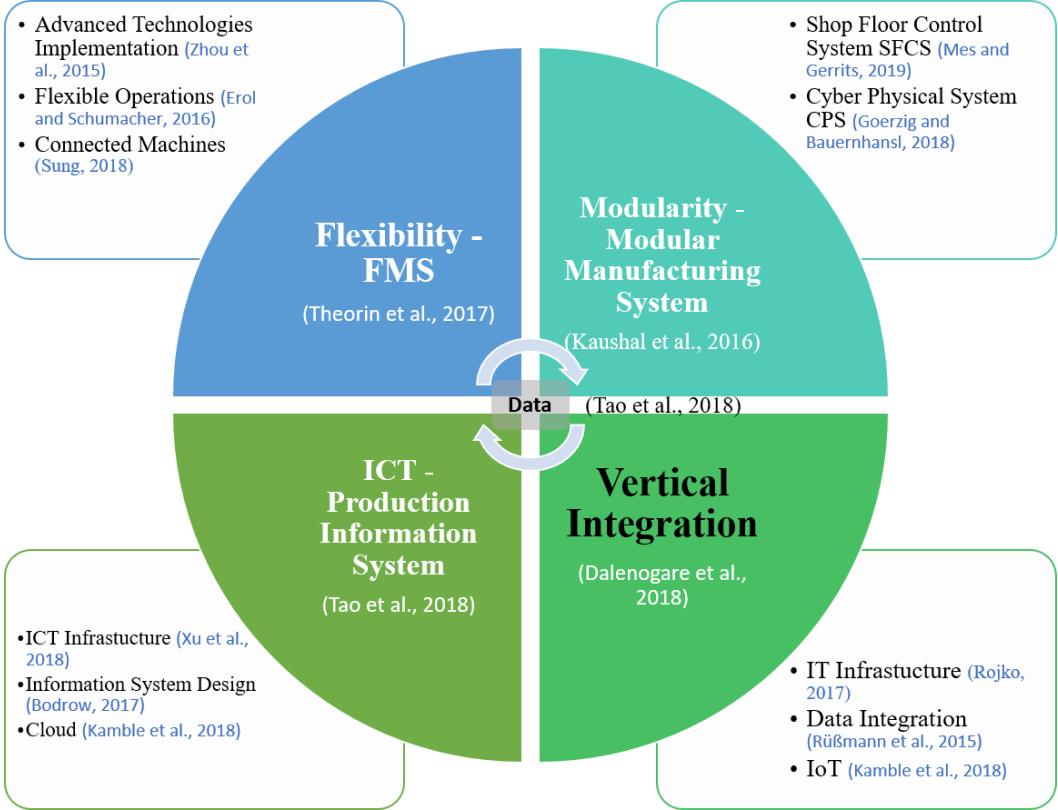 • Advanced Technologies
Implementation (Zhou et
al., 2015)
• Flexible Operations (Erol
and Schumacher, 2016)
• Connected Machines
(Sung, 2018)
• Shop Floor Control
System SFCS (Mes and
Gerrits, 2019)
• Cyber Physical System
CPS (Goerzig and
Bauernhansl, 2018)
Flexibility -
FMS
(Theorin et al., 2017)
Modularity -
Modular
Manufacturing
System
(Kaushal et al., 2016)
Data
(Tao et al., 2018)
ICT -
Production
Information
System
(Tao et al., 2018)
Vertical
Integration
(Dalenogare et al.,
2018)
•ICT Infrastucture (Xu et al.,
2018)
•Information System Design
(Bodrow, 2017)
•Cloud (Kamble et al., 2018)
• IT Infrastucture (Rojko,
2017)
• Data Integration
(Rüßmann et al., 2015)
• IoT (Kamble et al., 2018)